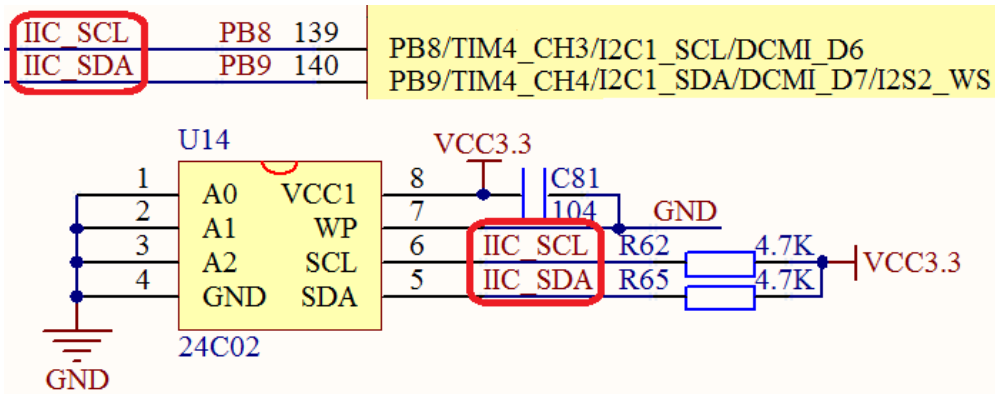 IIC_SCL PB8 139
PB8/TIM4_CH3/I2C1_SCL/DCMI_D6
IIC_SDA PB9 140
PB9/TIM4_CH4/I2C1_SDA/DCMI_D7/I2S2_WS
U14
VCC3.3
1 A0 VCC1 8 C81
2 A1 WP 7 104 GND
3 A2 SCL 6 IIC_SCL R62 4.7K VCC3.3
4 GND SDA 5 IIC_SDA R65 4.7K
24C02
GND